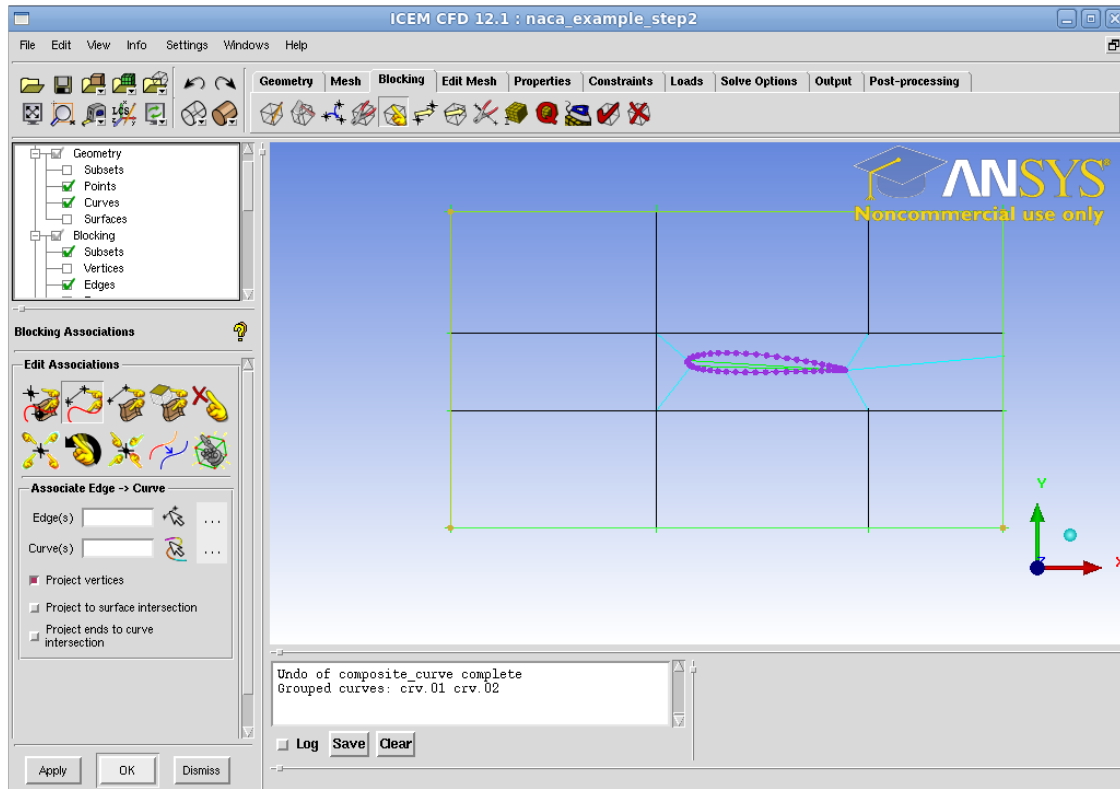 ICEM CFD 12.1 : naca_example_step2
File Edit View Info Settings Windows Help
Geometry Mesh Blocking Edit Mesh Properties Constraints Loads Solve Options Output Post-processing
LCS
Geometry
Subsets
Points
Curves
Surfaces
Blocking
Subsets
Vertices
Edges
Blocking Associations
Edit Associations
Associate Edge -> Curve
Edge(s) ...
Curve(s) ...
Project vertices
Project to surface intersection
Project ends to curve
intersection
Apply OK Dismiss
ANSYS®
Noncommercial use only
Y
X
Z
Undo of composite_curve complete
Grouped curves: crv.01 crv.02
Log Save Clear